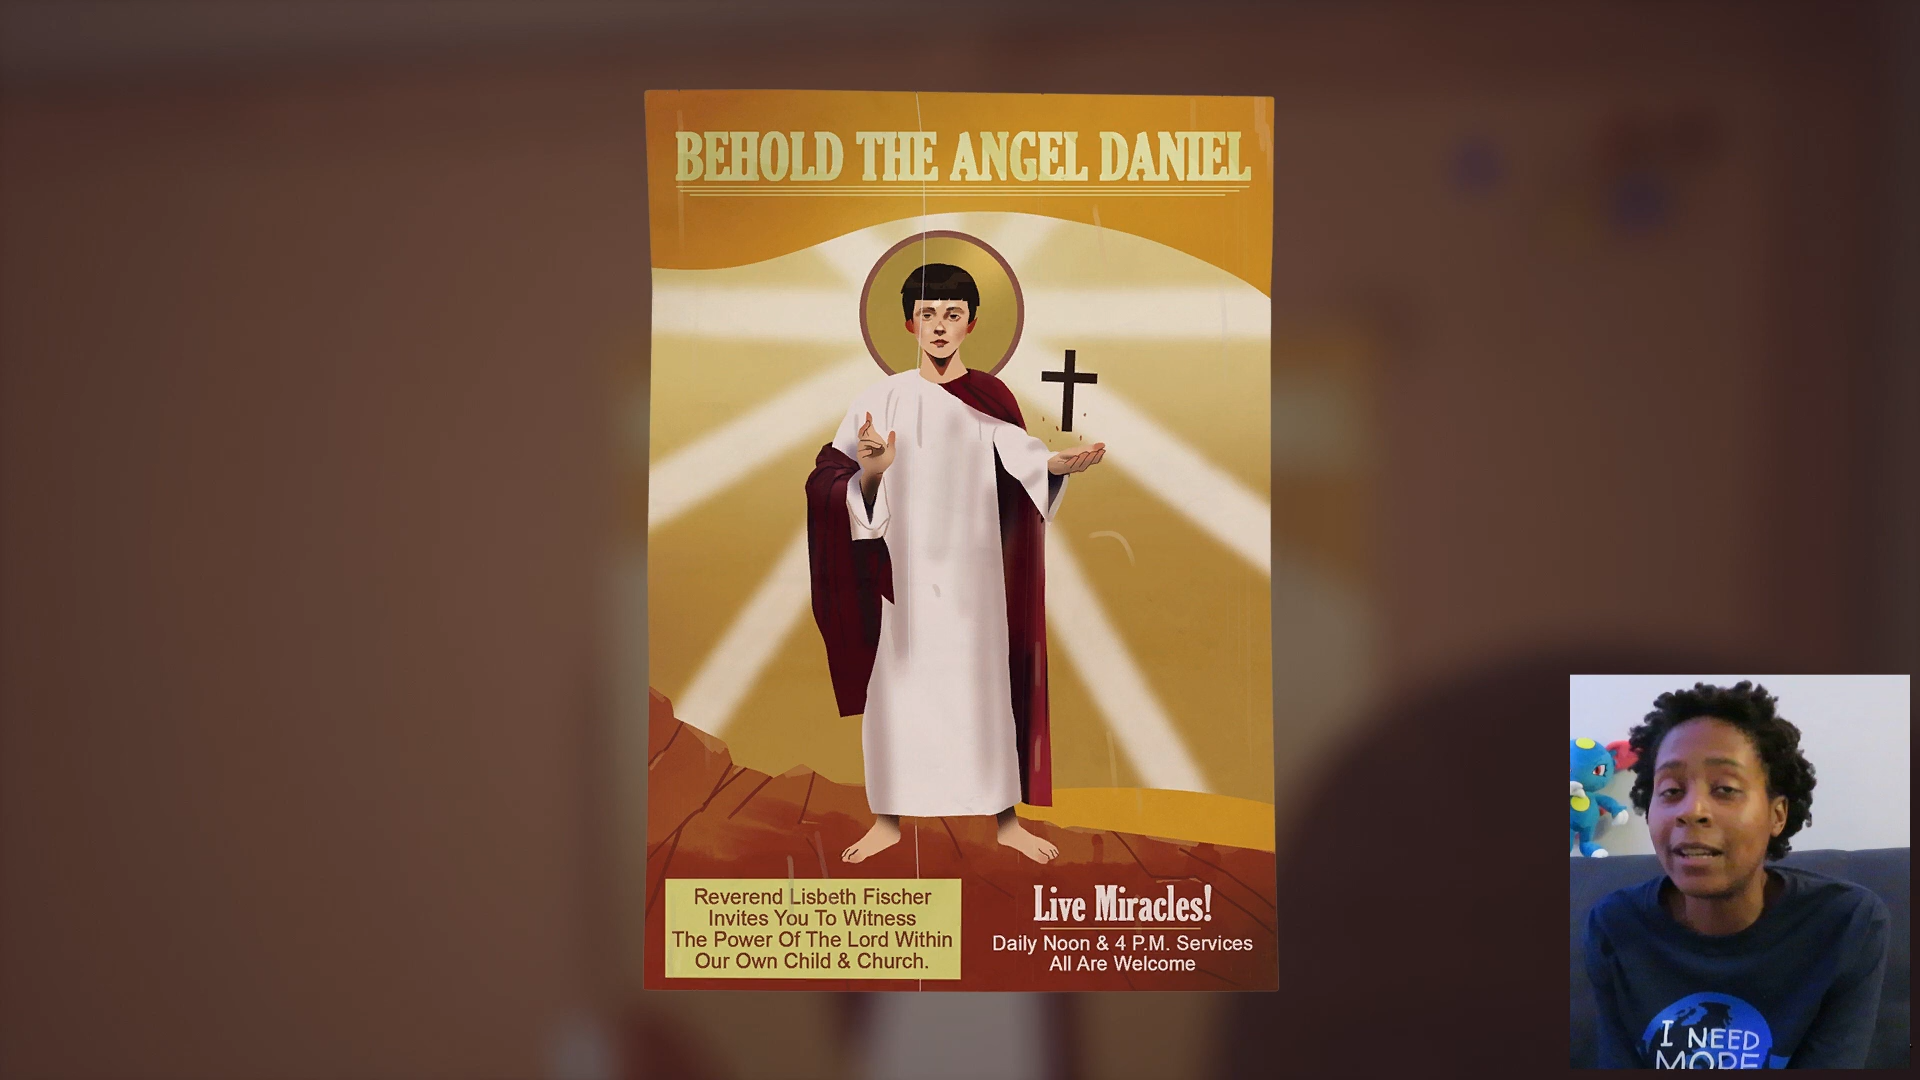 BEHOLD THE ANGEL DANIEL
Reverend Lisbeth Fischer
Invites You To Witness
The Power Of The Lord Within
Our Own Child & Church.
Live Miracles!
Daily Noon & 4 P.M. Services
All Are Welcome
I NEED
MORE